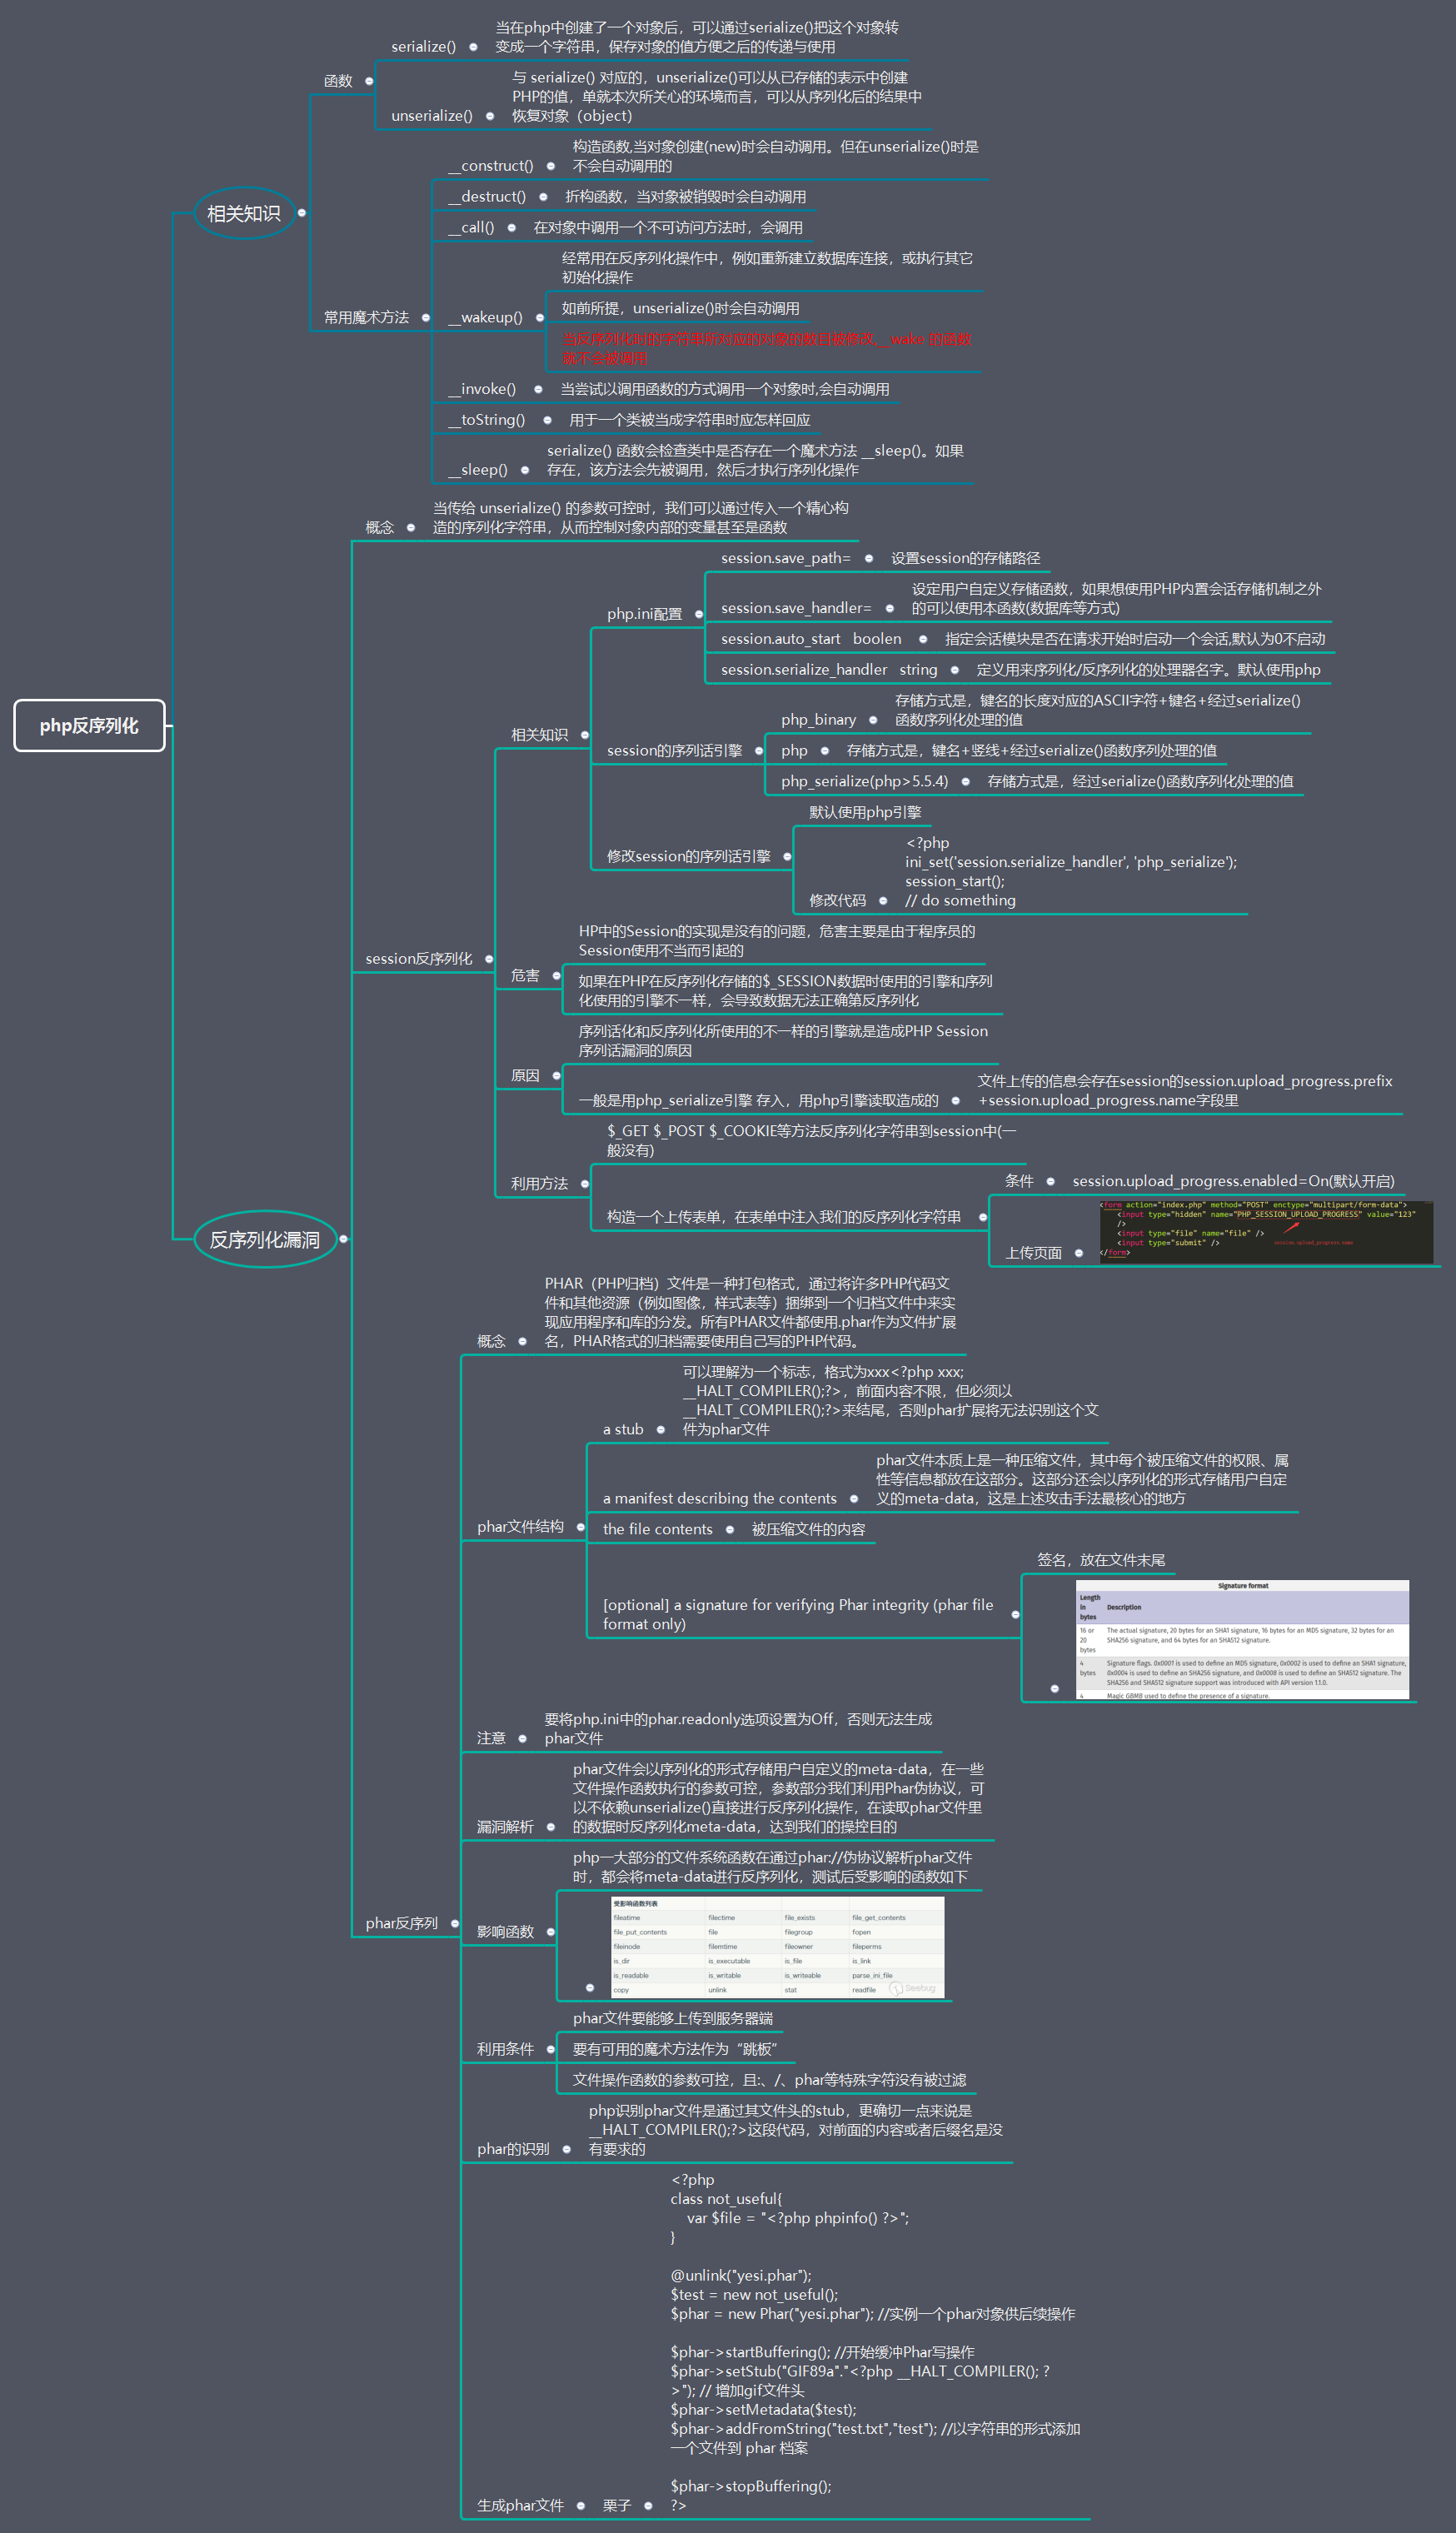 php反序列化
相关知识
函数
serialize()
当在php中创建了一个对象后，可以通过serialize()把这个对象转
变成一个字符串，保存对象的值方便之后的传递与使用
unserialize()
与 serialize() 对应的，unserialize()可以从已存储的表示中创建
PHP的值，单就本次所关心的环境而言，可以从序列化后的结果中
恢复对象（object）
常用魔术方法
__construct()
构造函数,当对象创建(new)时会自动调用。但在unserialize()时是
不会自动调用的
__destruct()
折构函数，当对象被销毁时会自动调用
__call()
在对象中调用一个不可访问方法时，会调用
__wakeup()
经常用在反序列化操作中，例如重新建立数据库连接，或执行其它
初始化操作
如前所提，unserialize()时会自动调用
当反序列化时的字符串所对应的对象的数目被修改,__wake 的函数
就不会被调用
__invoke()
当尝试以调用函数的方式调用一个对象时,会自动调用
__toString()
用于一个类被当成字符串时应怎样回应
__sleep()
serialize() 函数会检查类中是否存在一个魔术方法 __sleep()。如果
存在，该方法会先被调用，然后才执行序列化操作
反序列化漏洞
概念
当传给 unserialize() 的参数可控时，我们可以通过传入一个精心构
造的序列化字符串，从而控制对象内部的变量甚至是函数
session反序列化
相关知识
php.ini配置
session.save_path=
设置session的存储路径
session.save_handler=
设定用户自定义存储函数，如果想使用PHP内置会话存储机制之外
的可以使用本函数(数据库等方式)
session.auto_start   boolen
指定会话模块是否在请求开始时启动一个会话,默认为0不启动
session.serialize_handler   string
定义用来序列化/反序列化的处理器名字。默认使用php
session的序列话引擎
php_binary
存储方式是，键名的长度对应的ASCII字符+键名+经过serialize()
函数序列化处理的值
php
存储方式是，键名+竖线+经过serialize()函数序列处理的值
php_serialize(php>5.5.4)
存储方式是，经过serialize()函数序列化处理的值
修改session的序列话引擎
默认使用php引擎
修改代码
<?php
ini_set('session.serialize_handler', 'php_serialize');
session_start();
// do something
危害
HP中的Session的实现是没有的问题，危害主要是由于程序员的
Session使用不当而引起的
如果在PHP在反序列化存储的$_SESSION数据时使用的引擎和序列
化使用的引擎不一样，会导致数据无法正确第反序列化
原因
序列话化和反序列化所使用的不一样的引擎就是造成PHP Session
序列话漏洞的原因
一般是用php_serialize引擎 存入，用php引擎读取造成的
文件上传的信息会存在session的session.upload_progress.prefix
+session.upload_progress.name字段里
利用方法
$_GET $_POST $_COOKIE等方法反序列化字符串到session中(一
般没有)
构造一个上传表单，在表单中注入我们的反序列化字符串
条件
session.upload_progress.enabled=On(默认开启)
上传页面
<form action="index.php" method="POST" enctype="multipart/form-data">
<input type="hidden" name="PHP_SESSION_UPLOAD_PROGRESS" value="123"
/>
<input type="file" name="file" />
<input type="submit" />
session.upload_progress.name
</form>
phar反序列
概念
PHAR（PHP归档）文件是一种打包格式，通过将许多PHP代码文
件和其他资源（例如图像，样式表等）捆绑到一个归档文件中来实
现应用程序和库的分发。所有PHAR文件都使用.phar作为文件扩展
名，PHAR格式的归档需要使用自己写的PHP代码。
phar文件结构
a stub
可以理解为一个标志，格式为xxx<?php xxx;
__HALT_COMPILER();?>，前面内容不限，但必须以
__HALT_COMPILER();?>来结尾，否则phar扩展将无法识别这个文
件为phar文件
a manifest describing the contents
phar文件本质上是一种压缩文件，其中每个被压缩文件的权限、属
性等信息都放在这部分。这部分还会以序列化的形式存储用户自定
义的meta-data，这是上述攻击手法最核心的地方
the file contents
被压缩文件的内容
[optional] a signature for verifying Phar integrity (phar file
format only)
签名，放在文件末尾
Signature format
Length in bytes
Description
16 or 20 bytes
The actual signature, 20 bytes for an SHA1 signature, 16 bytes for an MD5 signature, 32 bytes for an
SHA256 signature, and 64 bytes for an SHA512 signature.
4 bytes
Signature flags. 0x0001 is used to define an MD5 signature, 0x0002 is used to define an SHA1 signature,
0x0004 is used to define an SHA256 signature, and 0x0008 is used to define an SHA512 signature. The
SHA256 and SHA512 signature support was introduced with API version 1.1.0.
4
Magic GBMB used to define the presence of a signature.
注意
要将php.ini中的phar.readonly选项设置为Off，否则无法生成
phar文件
漏洞解析
phar文件会以序列化的形式存储用户自定义的meta-data，在一些
文件操作函数执行的参数可控，参数部分我们利用Phar伪协议，可
以不依赖unserialize()直接进行反序列化操作，在读取phar文件里
的数据时反序列化meta-data，达到我们的操控目的
影响函数
php一大部分的文件系统函数在通过phar://伪协议解析phar文件
时，都会将meta-data进行反序列化，测试后受影响的函数如下
受影响函数列表
fileatime filectime file_exists file_get_contents
file_put_contents file filegroup fopen
fileinode filemtime fileowner fileperms
is_dir is_executable is_file is_link
is_readable is_writable is_writeable parse_ini_file
copy unlink stat readfile
Seebug
利用条件
phar文件要能够上传到服务器端
要有可用的魔术方法作为“跳板”
文件操作函数的参数可控，且:、/、phar等特殊字符没有被过滤
phar的识别
php识别phar文件是通过其文件头的stub，更确切一点来说是
__HALT_COMPILER();?>这段代码，对前面的内容或者后缀名是没
有要求的
生成phar文件
栗子
<?php
class not_useful{
var $file = "<?php phpinfo() ?>";
}
@unlink("yesi.phar");
$test = new not_useful();
$phar = new Phar("yesi.phar"); //实例一个phar对象供后续操作
$phar->startBuffering(); //开始缓冲Phar写操作
$phar->setStub("GIF89a"."<?php __HALT_COMPILER(); ?
>"); // 增加gif文件头
$phar->setMetadata($test);
$phar->addFromString("test.txt","test"); //以字符串的形式添加
一个文件到 phar 档案
$phar->stopBuffering();
?>